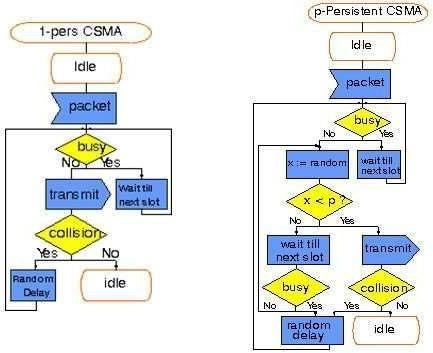 1-pers CSMA
Idle
packet
busy
No
Yes
transmit
Wait till
next slot
collision
Yes
No
Random
Delay
idle
p-Persistent CSMA
Idle
packet
busy
No
Yes
x := random
wait till
next slot
x < p ?
No
Yes
wait till
next slot
transmit
busy
collision
No
Yes
Yes
No
random
delay
idle